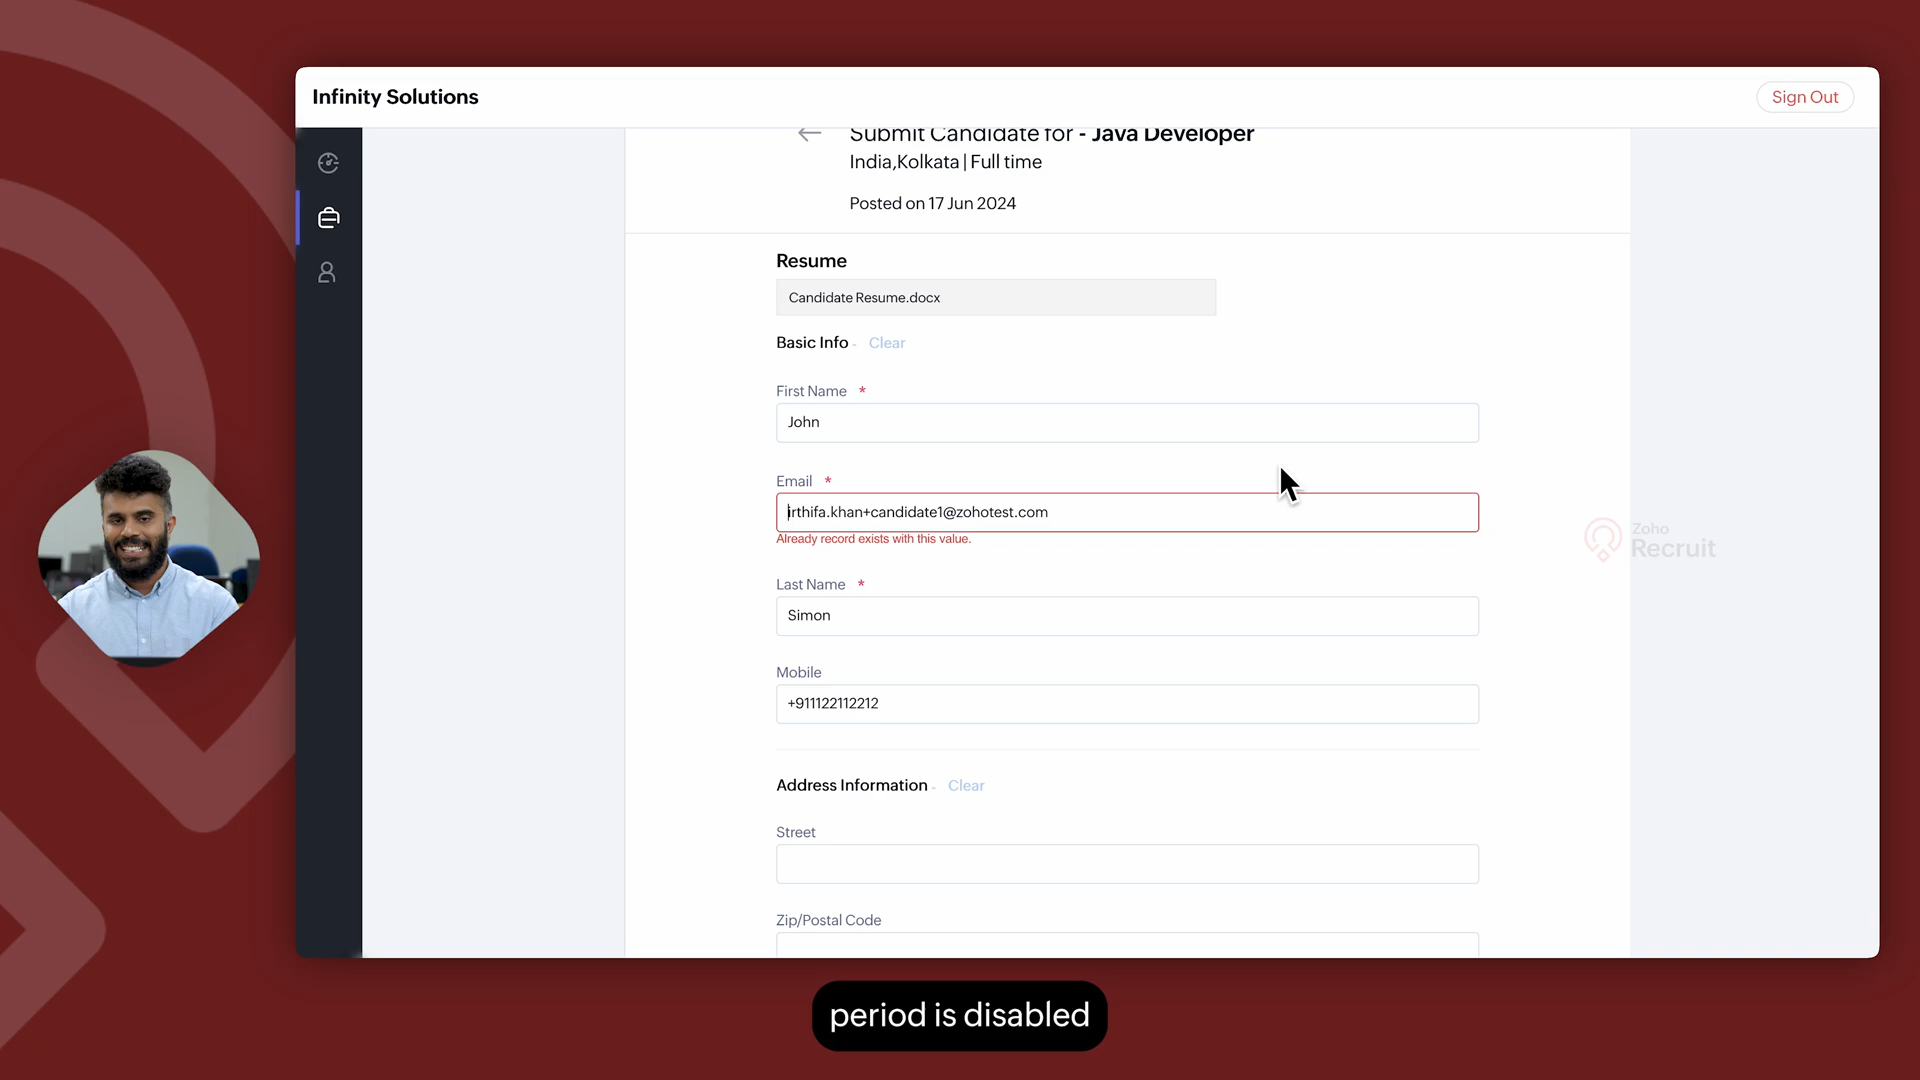 Infinity Solutions
Sign Out
Submit Candidate for - Java Developer
India,Kolkata | Full time
Posted on 17 Jun 2024
Resume
Candidate Resume.docx
Basic Info - Clear
First Name *
John
Email *
irthifa.khan+candidate1@zohotest.com
Already record exists with this value.
Zoho
Recruit
Last Name *
Simon
Mobile
+911122112212
Address Information - Clear
Street
Zip/Postal Code
period is disabled